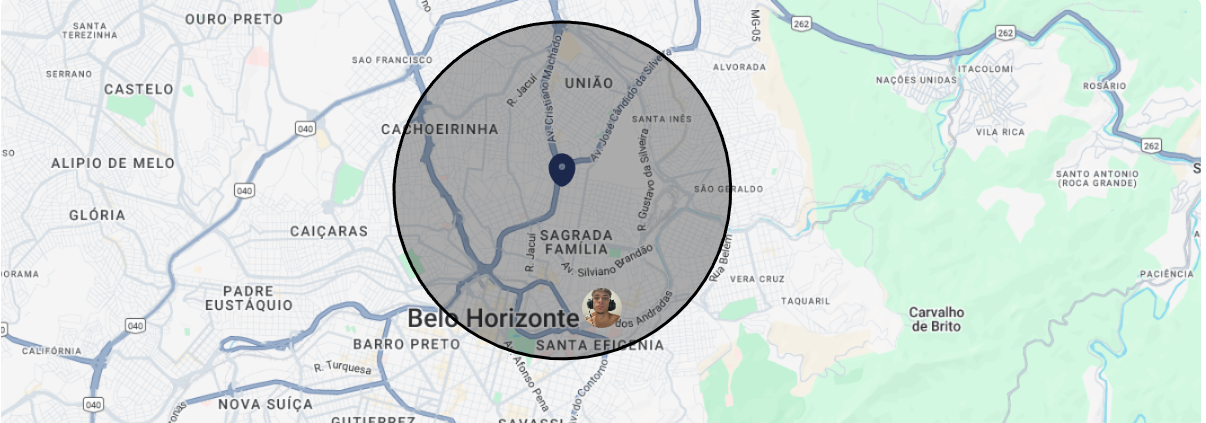 OURO PRETO
SANTA
TEREZINHA
MG-05
262
262
SAO FRANCISCO
Av. Cristiano Machado
UNIÃO
ALVORADA
ITACOLOMI
NAÇÕES UNIDAS
SERRANO
CASTELO
R. Jacuí
Av. José Cândido da Silveira
ROSÁRIO
SANTA INÊS
040
CACHOEIRINHA
VILA RICA
262
ALIPIO DE MELO
R. Gustavo da Silveira
SANTO ANTONIO
(ROCA GRANDE)
040
SÃO GERALDO
GLÓRIA
CAIÇARAS
R. Jacuí
SAGRADA
FAMÍLIA
Av. Silviano Brandão
Rua Belém
DORAMA
VERA CRUZ
PACIÊNCIA
PADRE
EUSTÁQUIO
TAQUARIL
Belo Horizonte
dos Andradas
Carvalho
de Brito
BARRO PRETO
SANTA EFIGENIA
CALIFÓRNIA
R. Turquesa
Av. Afonso Pena
Av. do Contorno
040
NOVA SUÍÇA
GUTIERREZ
SAVASSI